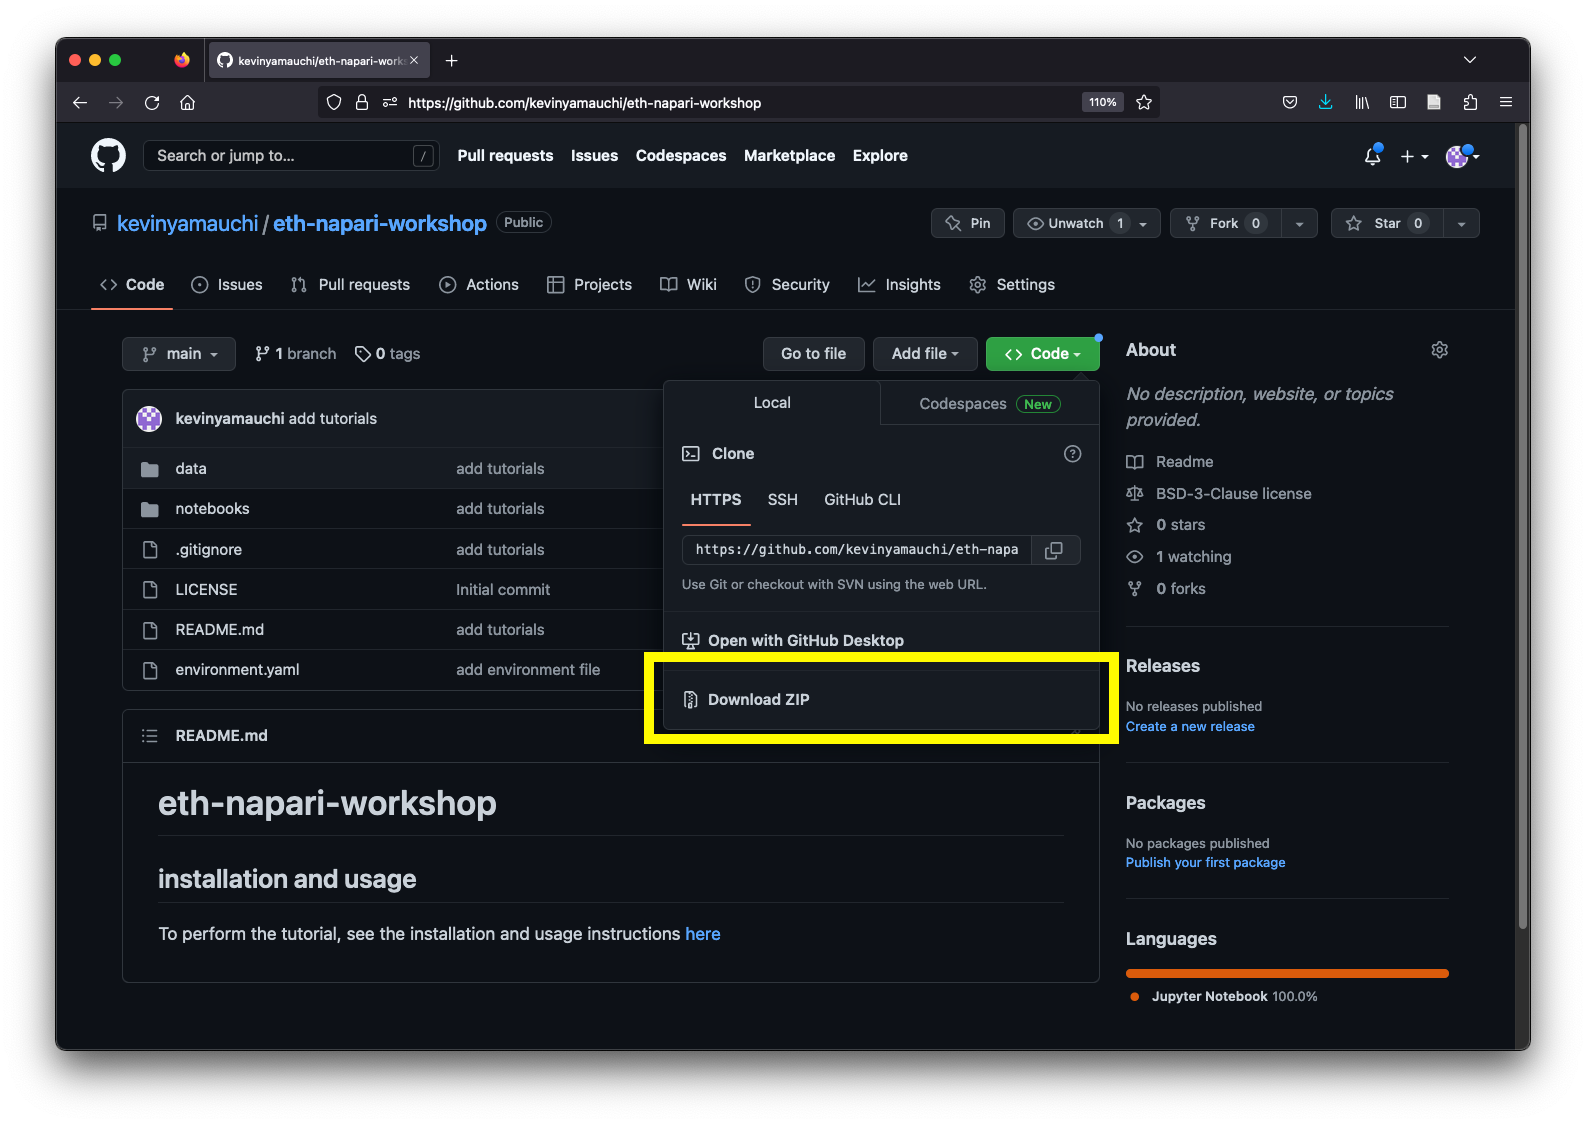 kevinyamauchi/eth-napari-works
https://github.com/kevinyamauchi/eth-napari-workshop
110%
Search or jump to...
/
Pull requests
Issues
Codespaces
Marketplace
Explore
kevinyamauchi / eth-napari-workshop
Public
Pin
Unwatch 1
Fork 0
Star 0
Code
Issues
Pull requests
Actions
Projects
Wiki
Security
Insights
Settings
main
1 branch
0 tags
Go to file
Add file
Code
kevinyamauchi add tutorials
data add tutorials
notebooks add tutorials
.gitignore add tutorials
LICENSE Initial commit
README.md add tutorials
environment.yaml add environment file
Local
Codespaces New
Clone
HTTPS
SSH
GitHub CLI
https://github.com/kevinyamauchi/eth-napa
Use Git or checkout with SVN using the web URL.
Open with GitHub Desktop
Download ZIP
README.md
eth-napari-workshop
installation and usage
To perform the tutorial, see the installation and usage instructions here
About
No description, website, or topics
provided.
Readme
BSD-3-Clause license
0 stars
1 watching
0 forks
Releases
No releases published
Create a new release
Packages
No packages published
Publish your first package
Languages
Jupyter Notebook 100.0%